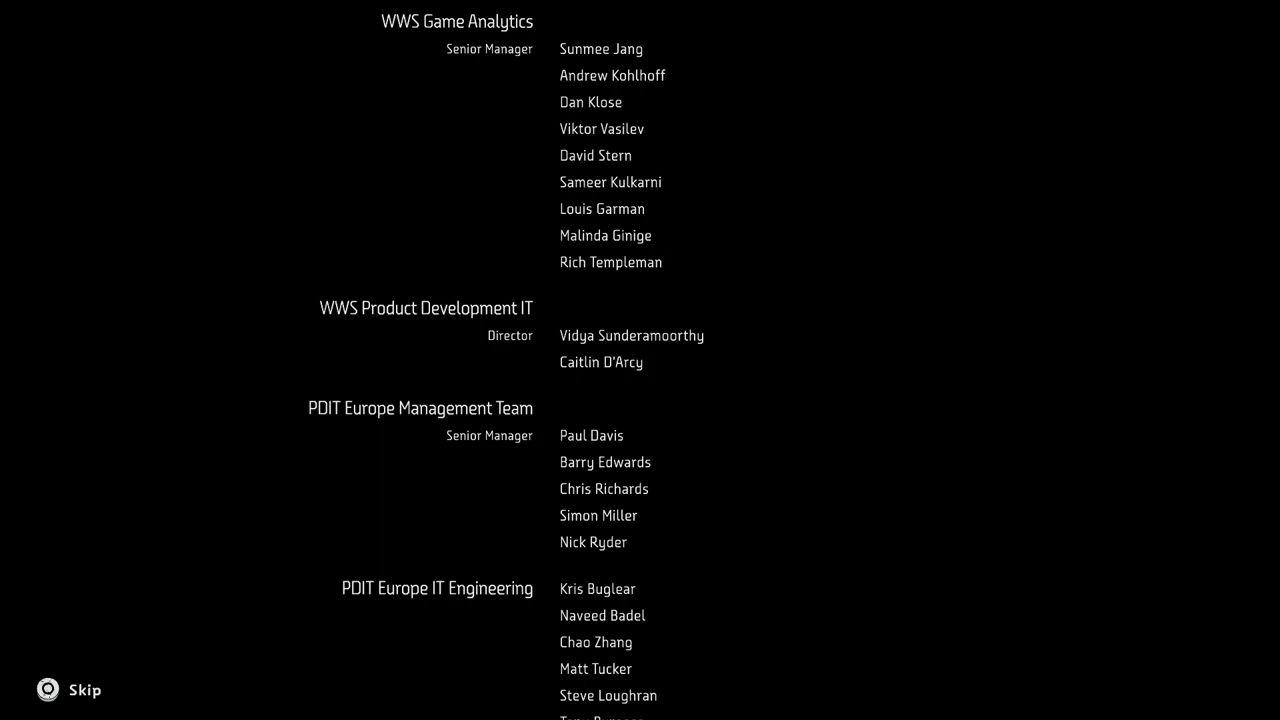 WWS Game Analytics
Senior Manager Sunmee Jang
Andrew Kohlhoff
Dan Klose
Viktor Vasilev
David Stern
Sameer Kulkarni
Louis Garman
Malinda Ginige
Rich Templeman
WWS Product Development IT
Director Vidya Sunderamoorthy
Caitlin D'Arcy
PDIT Europe Management Team
Senior Manager Paul Davis
Barry Edwards
Chris Richards
Simon Miller
Nick Ryder
PDIT Europe IT Engineering Kris Buglear
Naveed Badel
Chao Zhang
Matt Tucker
Steve Loughran
Skip